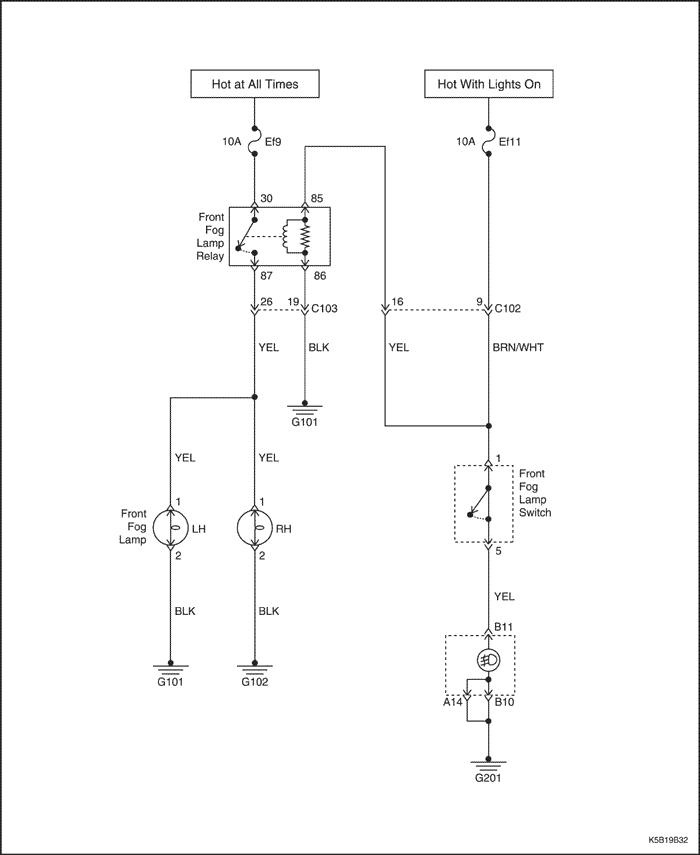 Hot at All Times
Hot With Lights On
10A
Ef9
10A
Ef11
30
85
Front
Fog
Lamp
Relay
87
86
26
19
C103
16
9
C102
YEL
BLK
YEL
BRN/WHT
G101
YEL
YEL
1
Front
Fog
Lamp
Switch
1
1
Front
Fog
Lamp
LH
RH
2
2
5
YEL
BLK
BLK
B11
G101
G102
A14
B10
G201
K5B19B32